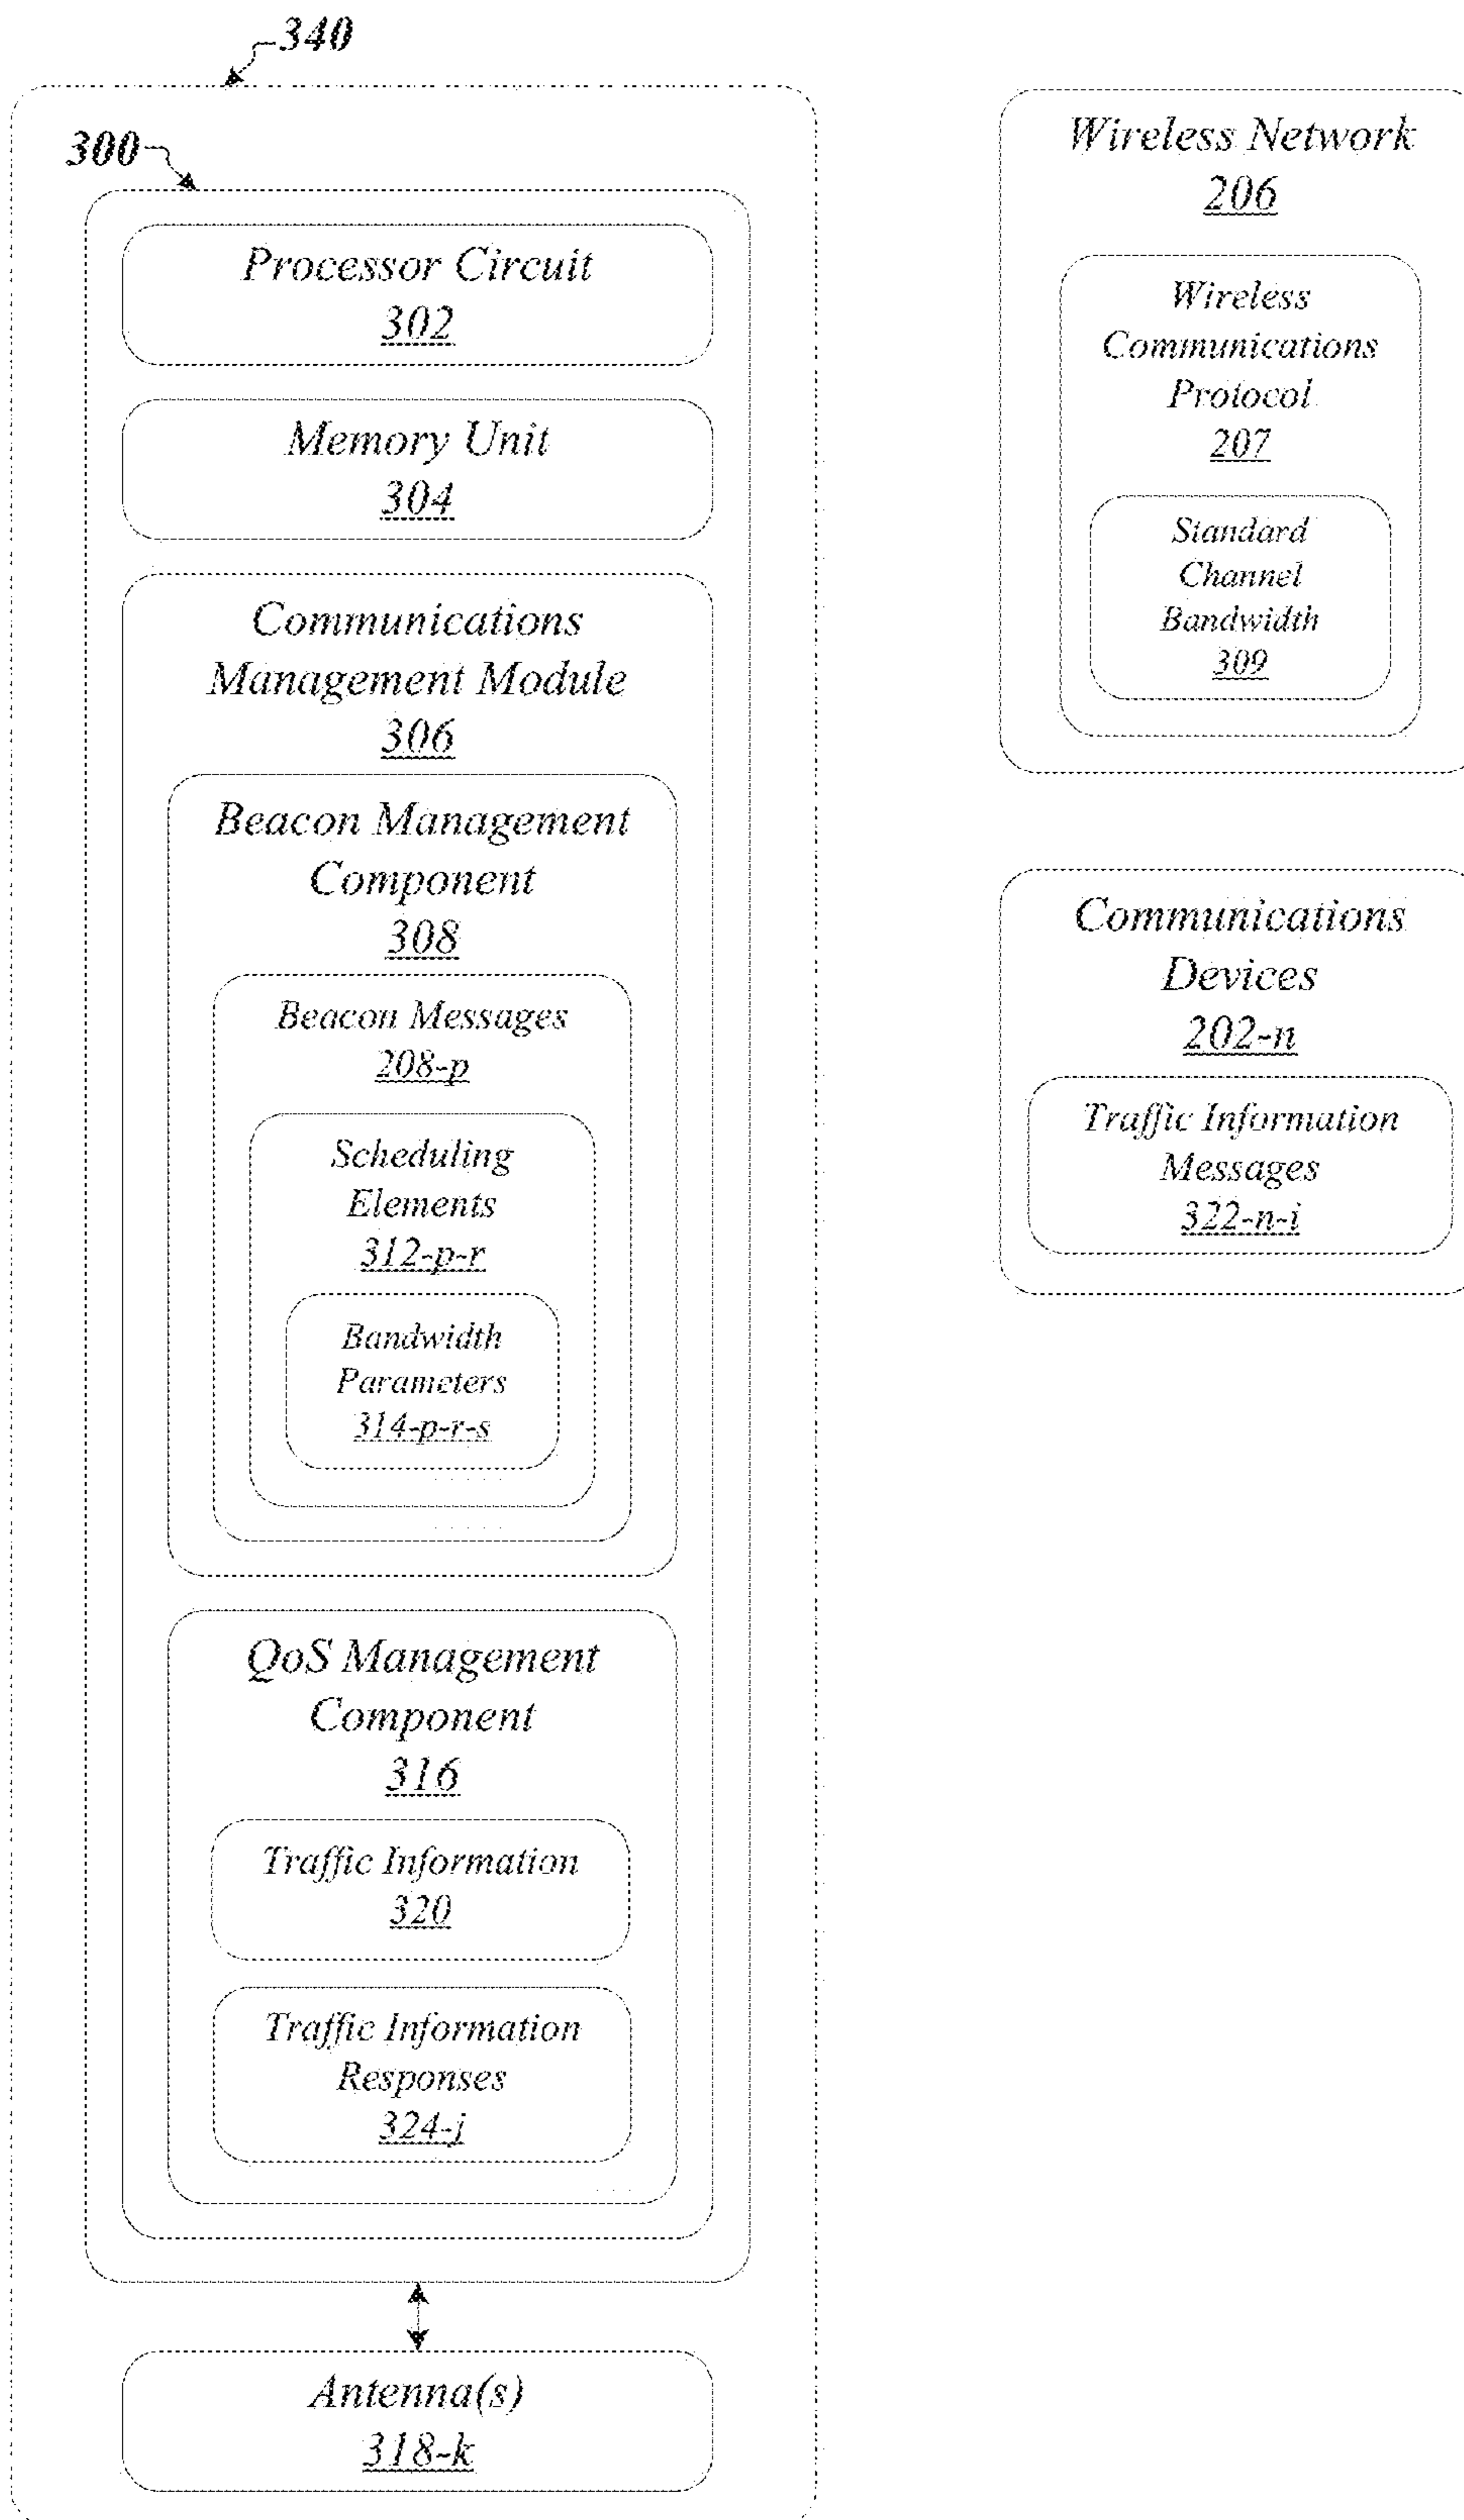 340
300
Processor Circuit
302
Memory Unit
304
Communications
Management Module
306
Beacon Management
Component
308
Beacon Messages
208-p
Scheduling
Elements
312-p-r
Bandwidth
Parameters
314-p-r-s
QoS Management
Component
316
Traffic Information
320
Traffic Information
Responses
324-j
Antenna(s)
318-k
Wireless Network
206
Wireless
Communications
Protocol
207
Standard
Channel
Bandwidth
309
Communications
Devices
202-n
Traffic Information
Messages
322-n-i